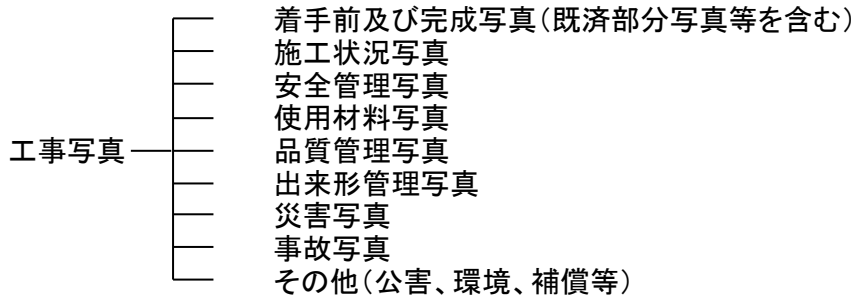 着手前及び完成写真(既済部分写真等を含む)
施工状況写真
安全管理写真
使用材料写真
工事写真
品質管理写真
出来形管理写真
災害写真
事故写真
その他(公害、環境、補償等)